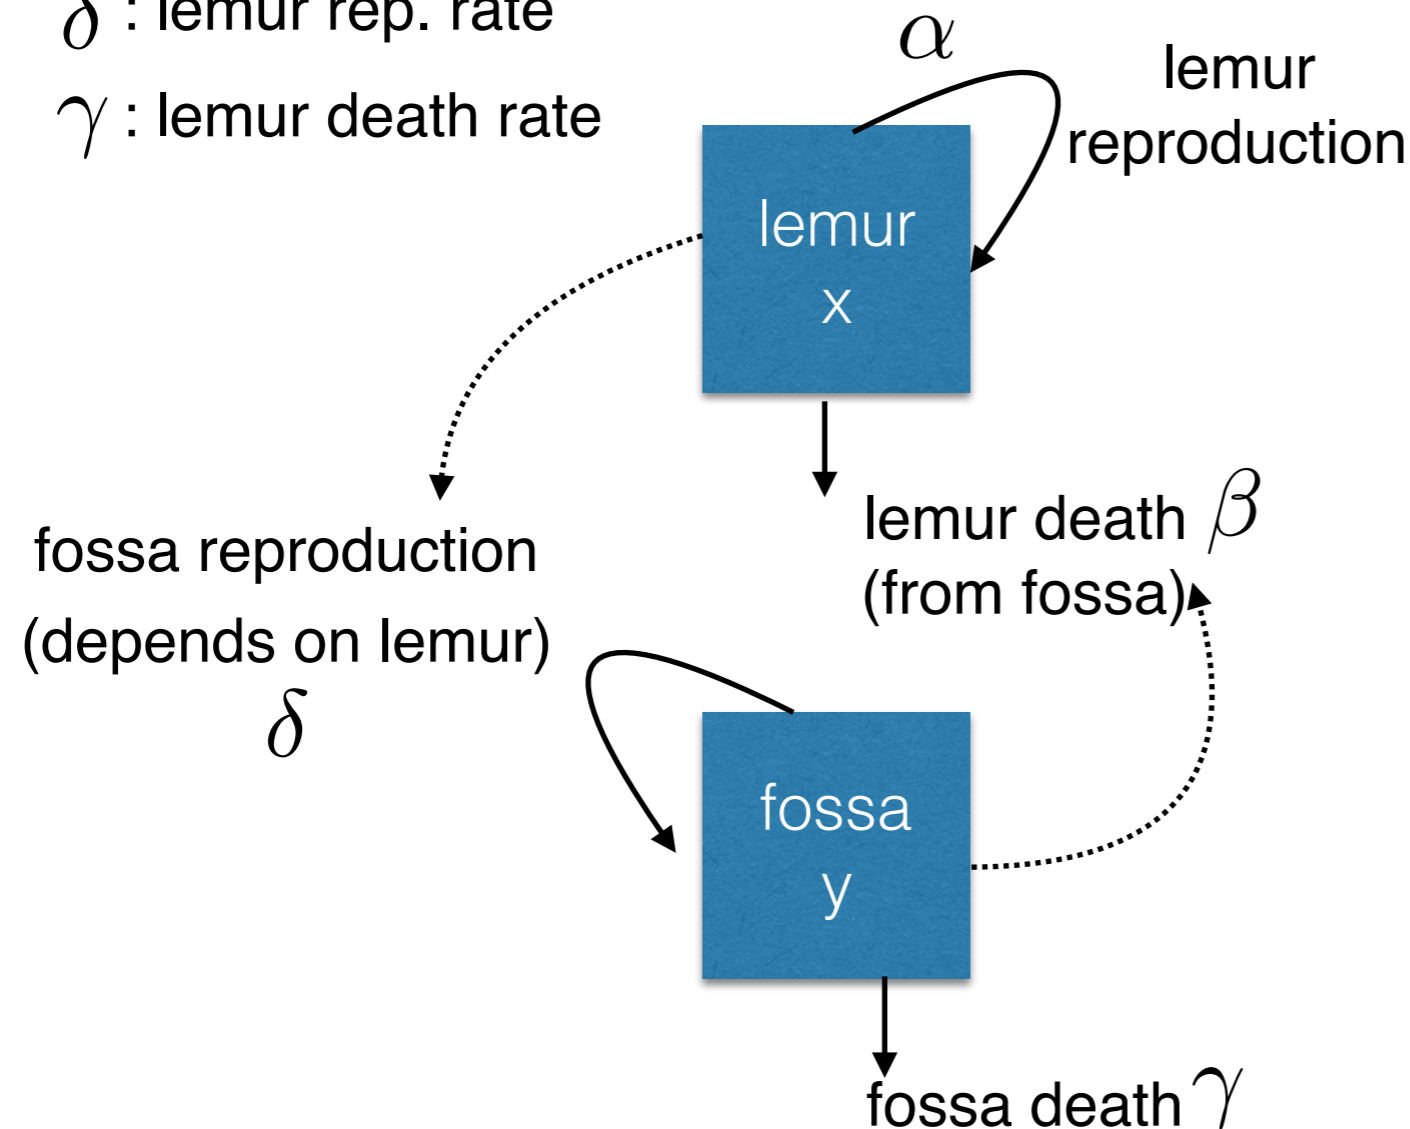 δ : lemur rep. rate
γ : lemur death rate
α
lemur
reproduction
lemur
x
fossa reproduction
(depends on lemur)
δ
lemur death β
(from fossa)
fossa
y
fossa death γ